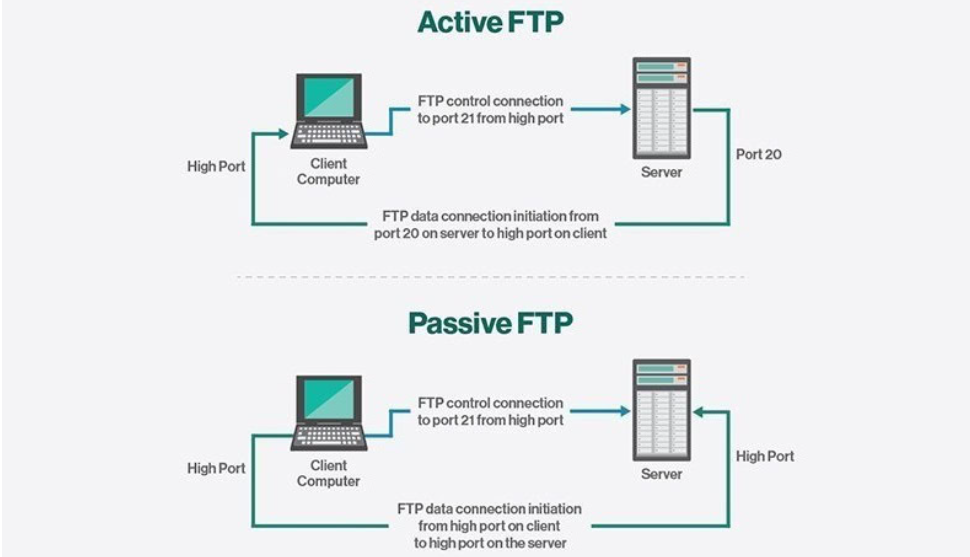 Active FTP
FTP control connection
to port 21 from high port
High Port
Client
Computer
Server
Port 20
FTP data connection initiation from
port 20 on server to high port on client
Passive FTP
FTP control connection
to port 21 from high port
High Port
Client
Computer
Server
High Port
FTP data connection initiation
from high port on client
to high port on the server